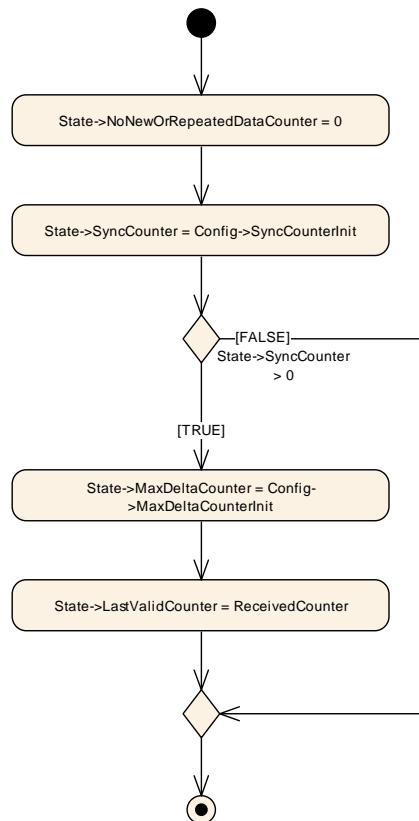 State->NoNewOrRepeatedDataCounter = 0
State->SyncCounter = Config->SyncCounterInit
[FALSE]
State->SyncCounter
> 0
[TRUE]
State->MaxDeltaCounter = Config-
>MaxDeltaCounterInit
State->LastValidCounter = ReceivedCounter